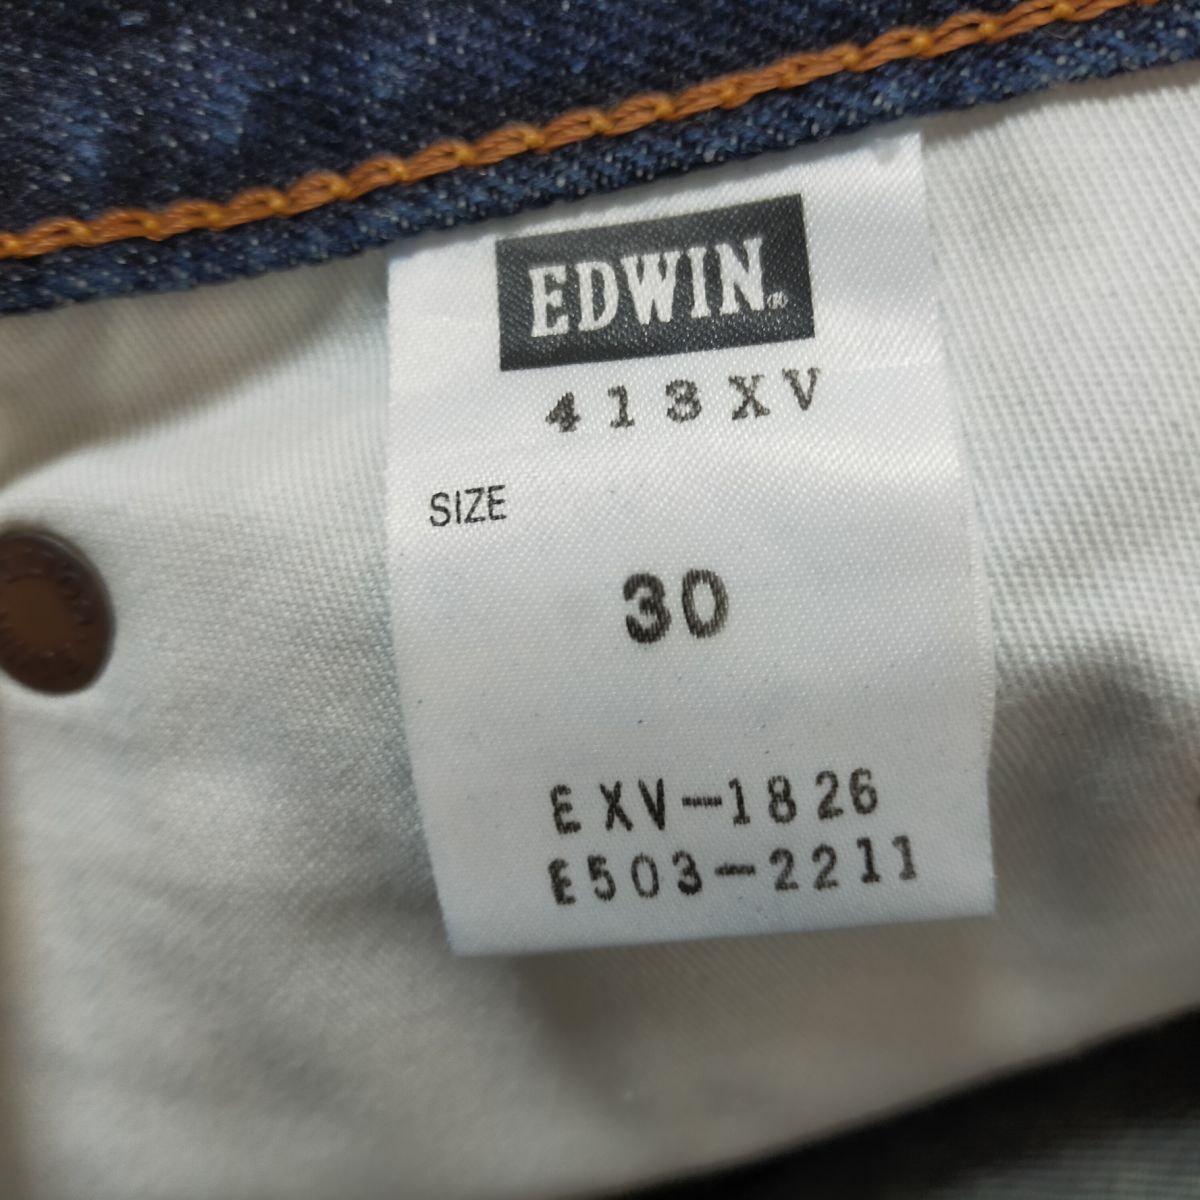 EDWIN®
413XV
SIZE
30
EXV-1826
E503-2211